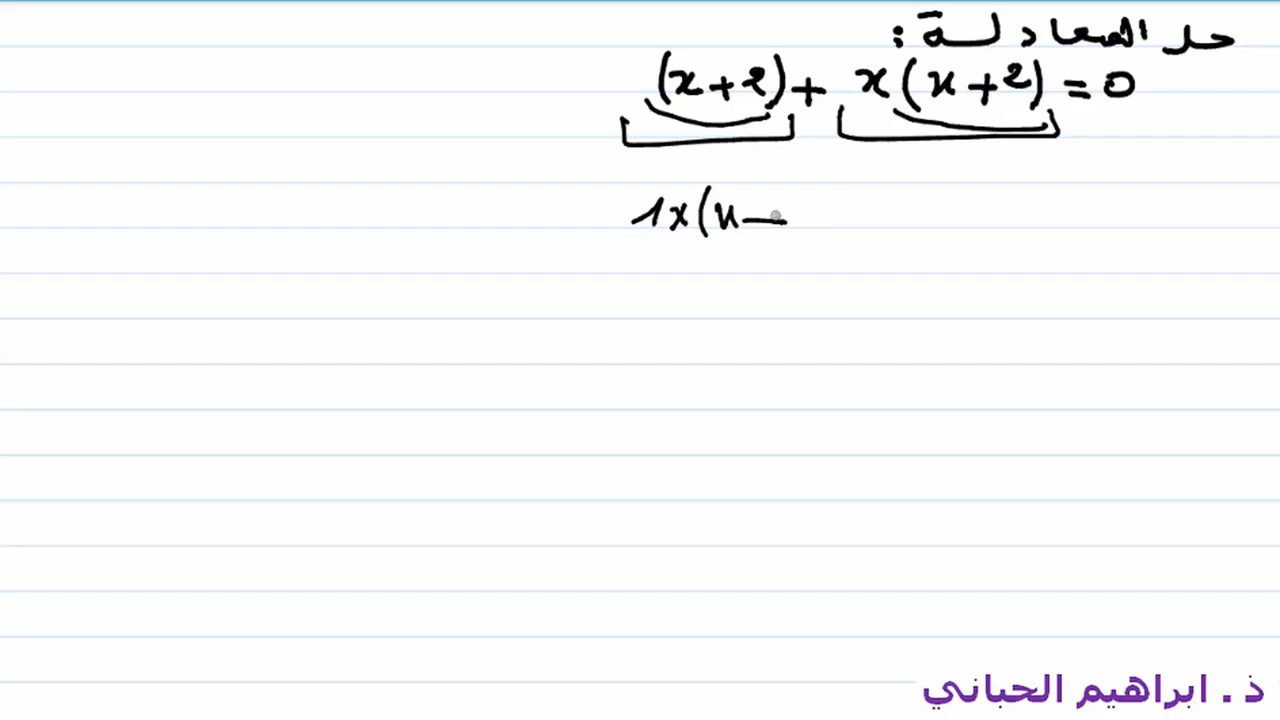 حل المعادلة :
(x+2)+ x(x+2) = 0
1x(x—
ذ . ابراهيم الحباني